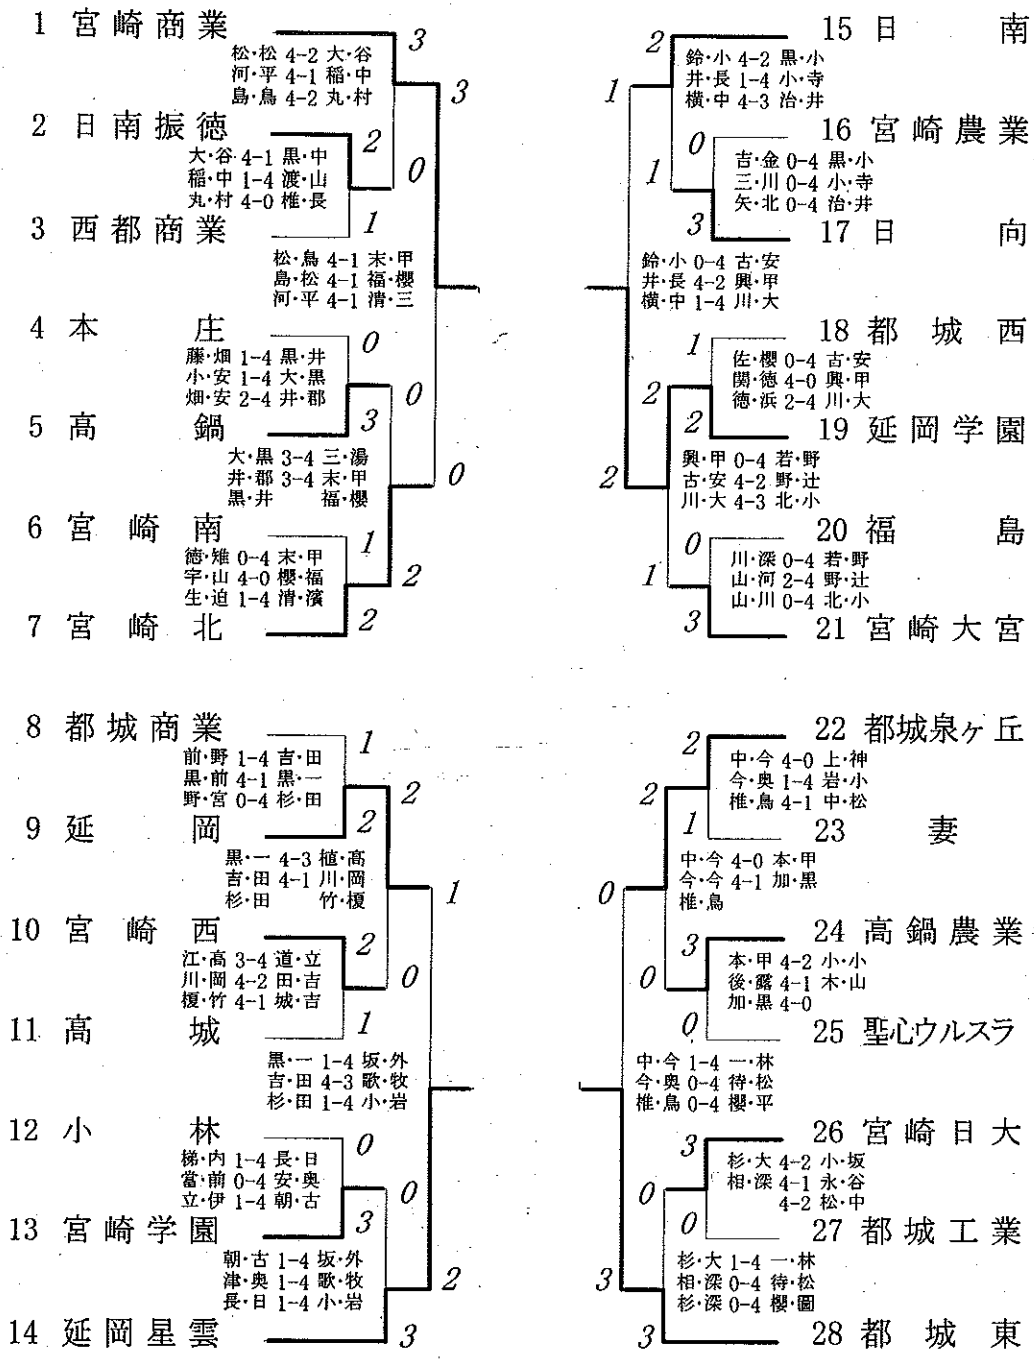 1 宮崎商業
3
松・松 4-2 大・谷
河・平 4-1 稲・中
島・鳥 4-2 丸・村
3
2 日南振徳
2
大・谷 4-1 黒・中
稲・中 1-4 渡・山
丸・村 4-0 椎・長
0
1
3 西都商業
松・鳥 4-1 末・甲
島・松 4-1 福・櫻
河・平 4-1 清・三
4 本庄
0
藤・畑 1-4 黒・井
小・安 1-4 大・黒
畑・安 2-4 井・郡
0
3
5 高鍋
大・黒 3-4 三・湯
井・郡 3-4 末・甲
黒・井 福・櫻
0
6 宮崎南
1
徳・雉 0-4 末・甲
宇・山 4-0 櫻・福
生・迫 1-4 清・濱
2
2
7 宮崎北
8 都城商業
1
前・野 1-4 吉・田
黒・前 4-1 黒・一
野・宮 0-4 杉・田
2
2
9 延岡
黒・一 4-3 植・高
吉・田 4-1 川・岡
杉・田 竹・榎
1
10 宮崎西
2
江・高 3-4 道・立
川・岡 4-2 田・吉
榎・竹 4-1 城・吉
0
1
11 高城
黒・一 1-4 坂・外
吉・田 4-3 歌・牧
杉・田 1-4 小・岩
12 小林
0
梯・内 1-4 長・日
當・前 0-4 安・奥
立・伊 1-4 朝・古
0
3
13 宮崎学園
朝・古 1-4 坂・外
津・奥 1-4 歌・牧
長・日 1-4 小・岩
2
14 延岡星雲
3
15 日南
2
鈴・小 4-2 黒・小
井・長 1-4 小・寺
横・中 4-3 治・井
1
16 宮崎農業
0
吉・金 0-4 黒・小
三・川 0-4 小・寺
矢・北 0-4 治・井
1
3
17 日向
鈴・小 0-4 古・安
井・長 4-2 興・甲
横・中 1-4 川・大
18 都城西
1
佐・櫻 0-4 古・安
関・徳 4-0 興・甲
徳・浜 2-4 川・大
2
2
19 延岡学園
興・甲 0-4 若・野
古・安 4-2 野・辻
川・大 4-3 北・小
2
20 福島
0
川・深 0-4 若・野
山・河 2-4 野・辻
山・川 0-4 北・小
1
3
21 宮崎大宮
22 都城泉ヶ丘
2
中・今 4-0 上・神
今・奥 1-4 岩・小
椎・鳥 4-1 中・松
2
1
23 妻
中・今 4-0 本・甲
今・今 4-1 加・黒
椎・鳥
0
24 高鍋農業
3
本・甲 4-2 小・小
後・露 4-1 木・山
加・黒 4-0
0
0
25 聖心ウルスラ
中・今 1-4 一・林
今・奥 0-4 待・松
椎・鳥 0-4 櫻・平
26 宮崎日大
3
杉・大 4-2 小・坂
相・深 4-1 永・谷
4-2 松・中
0
0
27 都城工業
杉・大 1-4 一・林
相・深 0-4 待・松
杉・深 0-4 櫻・圖
3
28 都城東
3